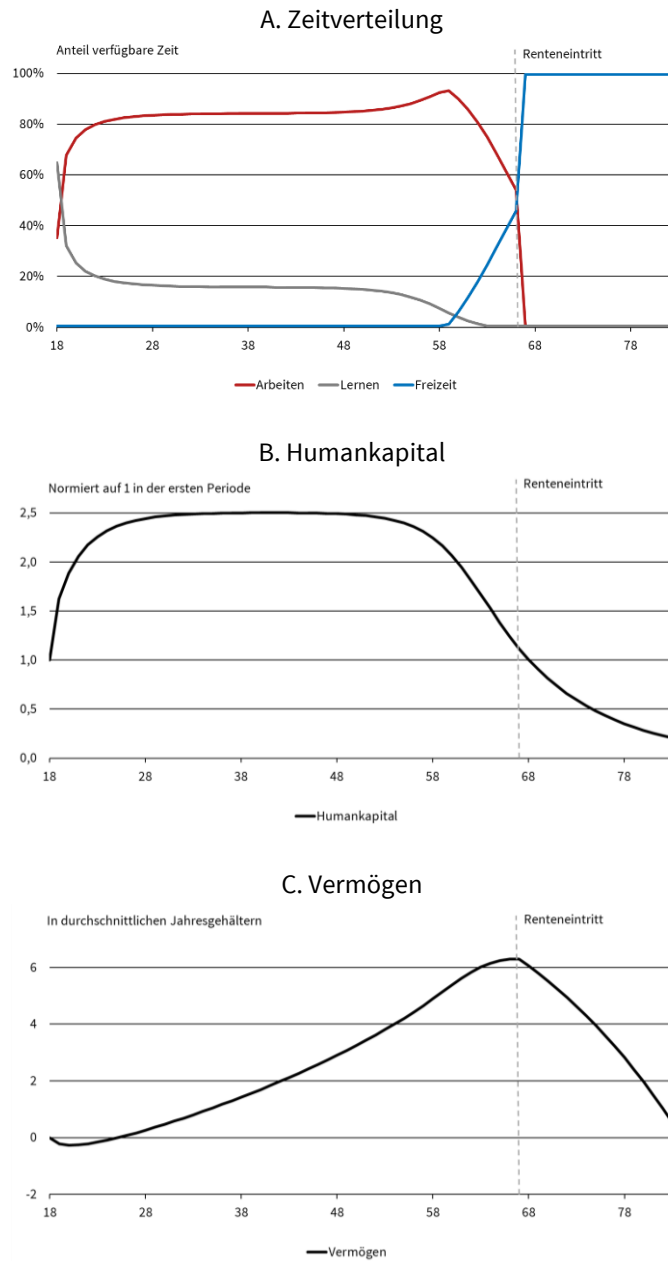 A. Zeitverteilung
Anteil verfügbare Zeit
Renteneintritt
100%
80%
60%
40%
20%
0%
18 28 38 48 58 68 78
Arbeiten Lernen Freizeit
B. Humankapital
Normiert auf 1 in der ersten Periode
Renteneintritt
2,5
2,0
1,5
1,0
0,5
0,0
18 28 38 48 58 68 78
Humankapital
C. Vermögen
In durchschnittlichen Jahresgehältern
Renteneintritt
6
4
2
0
-2
18 28 38 48 58 68 78
Vermögen